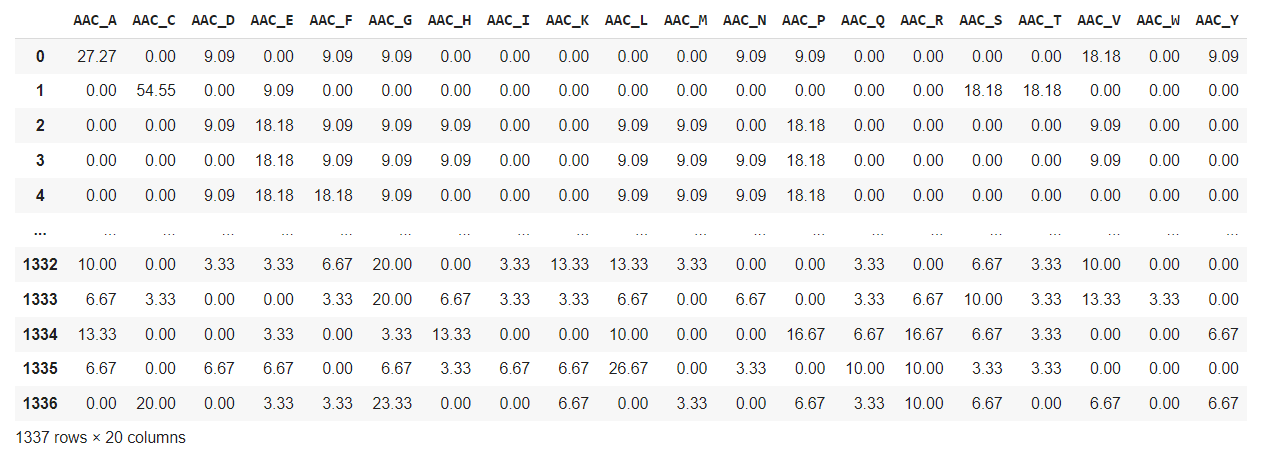 AAC_A AAC_C AAC_D AAC_E AAC_F AAC_G AAC_H AAC_I AAC_K AAC_L AAC_M AAC_N AAC_P AAC_Q AAC_R AAC_S AAC_T AAC_V AAC_W AAC_Y
0 27.27 0.00 9.09 0.00 9.09 9.09 0.00 0.00 0.00 0.00 0.00 9.09 9.09 0.00 0.00 0.00 0.00 18.18 0.00 9.09
1 0.00 54.55 0.00 9.09 0.00 0.00 0.00 0.00 0.00 0.00 0.00 0.00 0.00 0.00 0.00 18.18 18.18 0.00 0.00 0.00
2 0.00 0.00 9.09 18.18 9.09 9.09 9.09 0.00 0.00 9.09 9.09 0.00 18.18 0.00 0.00 0.00 0.00 9.09 0.00 0.00
3 0.00 0.00 0.00 18.18 9.09 9.09 9.09 0.00 0.00 9.09 9.09 9.09 18.18 0.00 0.00 0.00 0.00 9.09 0.00 0.00
4 0.00 0.00 9.09 18.18 18.18 9.09 0.00 0.00 0.00 9.09 9.09 9.09 18.18 0.00 0.00 0.00 0.00 0.00 0.00 0.00
... ... ... ... ... ... ... ... ... ... ... ... ... ... ... ... ... ... ... ... ...
1332 10.00 0.00 3.33 3.33 6.67 20.00 0.00 3.33 13.33 13.33 3.33 0.00 0.00 3.33 0.00 6.67 3.33 10.00 0.00 0.00
1333 6.67 3.33 0.00 0.00 3.33 20.00 6.67 3.33 3.33 6.67 0.00 6.67 0.00 3.33 6.67 10.00 3.33 13.33 3.33 0.00
1334 13.33 0.00 0.00 3.33 0.00 3.33 13.33 0.00 0.00 10.00 0.00 0.00 16.67 6.67 16.67 6.67 3.33 0.00 0.00 6.67
1335 6.67 0.00 6.67 6.67 0.00 6.67 3.33 6.67 6.67 26.67 0.00 3.33 0.00 10.00 10.00 3.33 3.33 0.00 0.00 0.00
1336 0.00 20.00 0.00 3.33 3.33 23.33 0.00 0.00 6.67 0.00 3.33 0.00 6.67 3.33 10.00 6.67 0.00 6.67 0.00 6.67
1337 rows × 20 columns